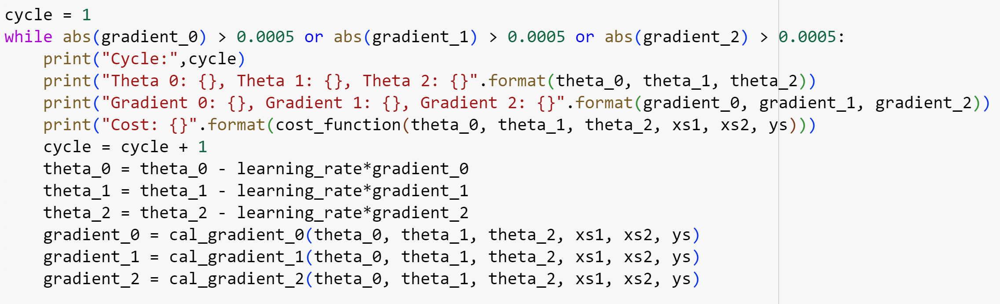 cycle = 1
while abs(gradient_0) > 0.0005 or abs(gradient_1) > 0.0005 or abs(gradient_2) > 0.0005:
    print("Cycle:",cycle)
    print("Theta 0: {}, Theta 1: {}, Theta 2: {}".format(theta_0, theta_1, theta_2))
    print("Gradient 0: {}, Gradient 1: {}, Gradient 2: {}".format(gradient_0, gradient_1, gradient_2))
    print("Cost: {}".format(cost_function(theta_0, theta_1, theta_2, xs1, xs2, ys)))
    cycle = cycle + 1
    theta_0 = theta_0 - learning_rate*gradient_0
    theta_1 = theta_1 - learning_rate*gradient_1
    theta_2 = theta_2 - learning_rate*gradient_2
    gradient_0 = cal_gradient_0(theta_0, theta_1, theta_2, xs1, xs2, ys)
    gradient_1 = cal_gradient_1(theta_0, theta_1, theta_2, xs1, xs2, ys)
    gradient_2 = cal_gradient_2(theta_0, theta_1, theta_2, xs1, xs2, ys)